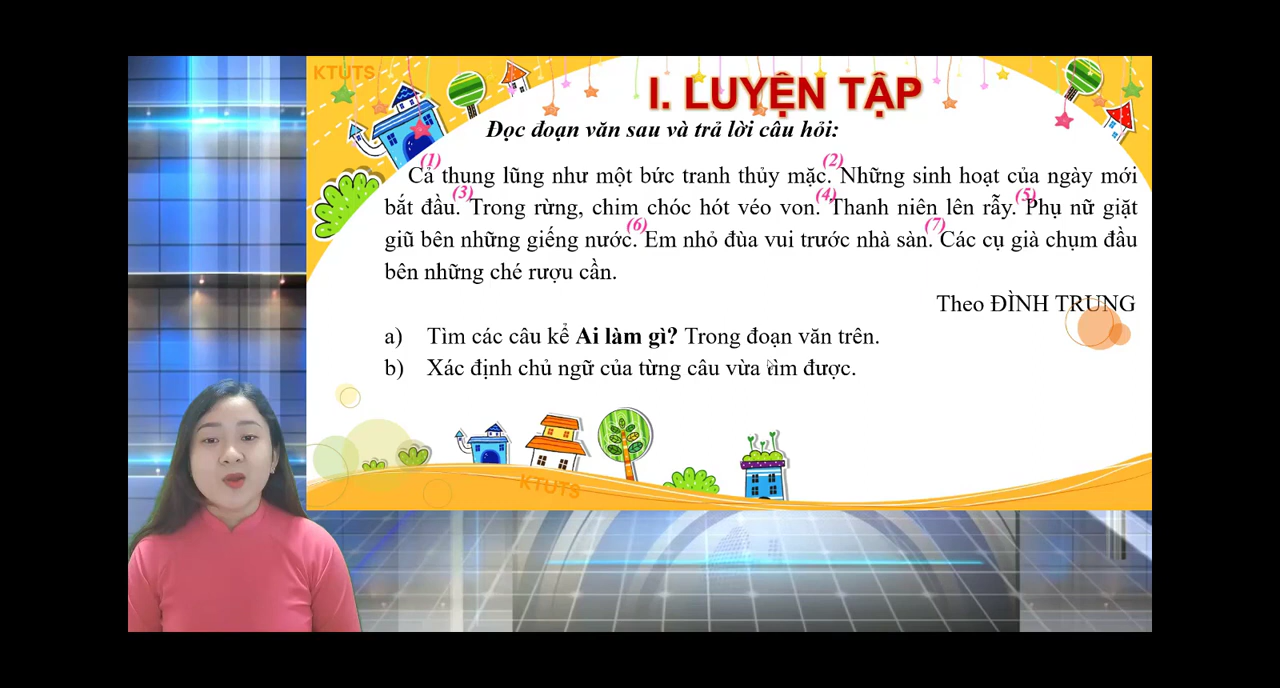 KTUTS
I. LUYỆN TẬP
Đọc đoạn văn sau và trả lời câu hỏi:
(1) Cả thung lũng như một bức tranh thủy mặc. (2) Những sinh hoạt của ngày mới
bắt đầu. (3) Trong rừng, chim chóc hót véo von. (4) Thanh niên lên rẫy. (5) Phụ nữ giặt
giũ bên những giếng nước. (6) Em nhỏ đùa vui trước nhà sàn. (7) Các cụ già chụm đầu
bên những ché rượu cần.
Theo ĐÌNH TRUNG
a) Tìm các câu kể Ai làm gì? Trong đoạn văn trên.
b) Xác định chủ ngữ của từng câu vừa tìm được.
KTUTS